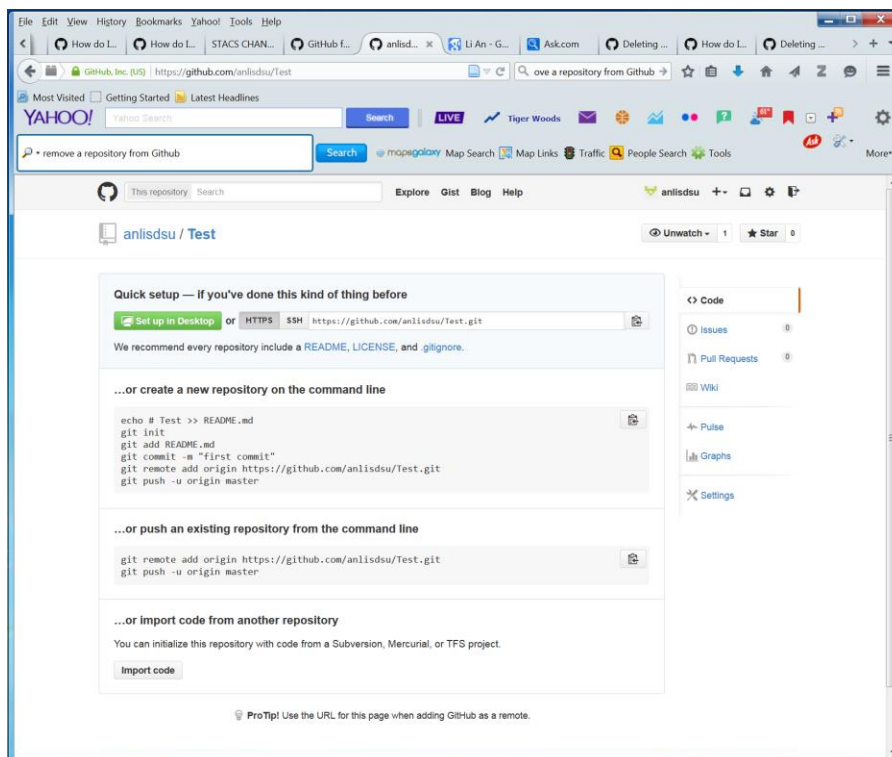 File Edit View History Bookmarks Yahoo! Tools Help
How do I... How do I... STACS CHAN... GitHub f... anlisd... × Li An - G... Ask.com Deleting ... How do I... Deleting ...
GitHub, Inc. (US) https://github.com/anlisdsu/Test ove a repository from Github
Most Visited Getting Started Latest Headlines
YAHOO! Yahoo Search Search LIVE Tiger Woods
remove a repository from Github Search mapsgalaxy Map Search Map Links Traffic People Search Tools Ask More
This repository Search Explore Gist Blog Help anlisdsu
anlisdsu / Test Unwatch 1 Star 0
Quick setup — if you've done this kind of thing before
Set up in Desktop or HTTPS SSH https://github.com/anlisdsu/Test.git
We recommend every repository include a README, LICENSE, and .gitignore.
…or create a new repository on the command line
echo # Test >> README.md
git init
git add README.md
git commit -m "first commit"
git remote add origin https://github.com/anlisdsu/Test.git
git push -u origin master
…or push an existing repository from the command line
git remote add origin https://github.com/anlisdsu/Test.git
git push -u origin master
…or import code from another repository
You can initialize this repository with code from a Subversion, Mercurial, or TFS project.
Import code
ProTip! Use the URL for this page when adding GitHub as a remote.
<> Code
Issues 0
Pull Requests 0
Wiki
Pulse
Graphs
Settings